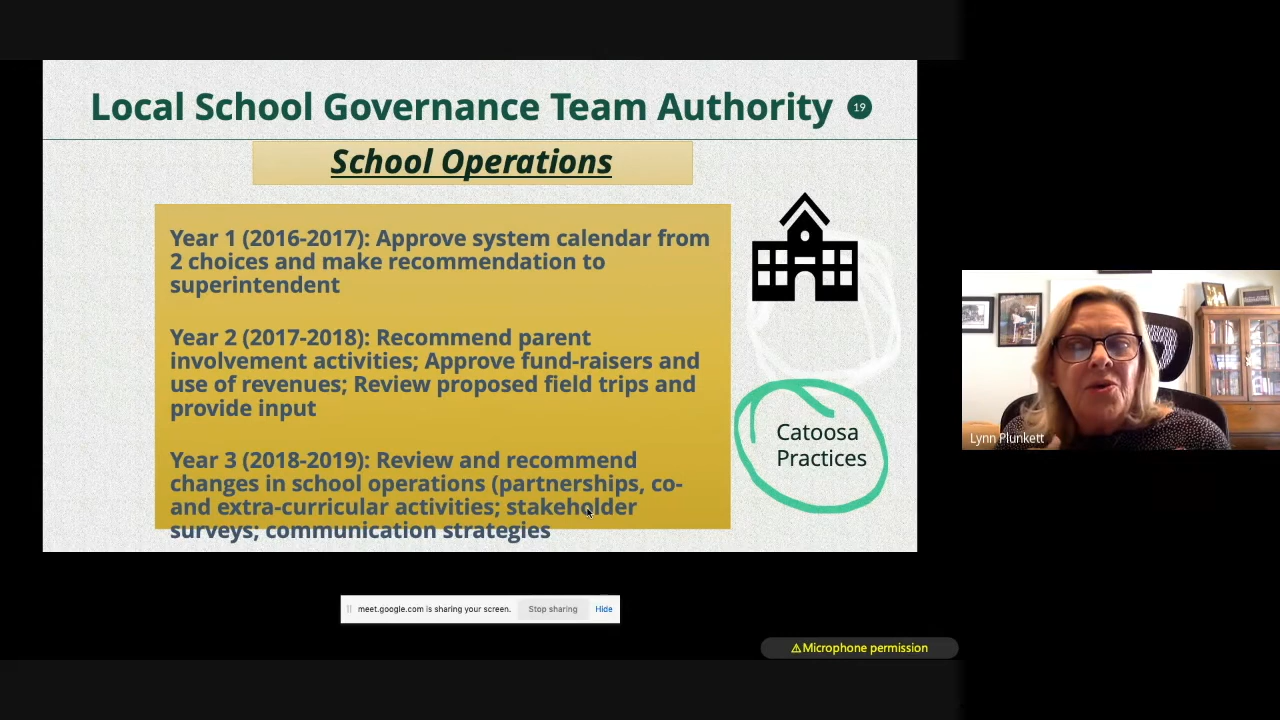 Local School Governance Team Authority 19
School Operations
Year 1 (2016-2017): Approve system calendar from
2 choices and make recommendation to
superintendent
Year 2 (2017-2018): Recommend parent
involvement activities; Approve fund-raisers and
use of revenues; Review proposed field trips and
provide input
Year 3 (2018-2019): Review and recommend
changes in school operations (partnerships, co-
and extra-curricular activities; stakeholder
surveys; communication strategies
Catoosa
Practices
Lynn Plunkett
meet.google.com is sharing your screen. Stop sharing Hide
⚠Microphone permission